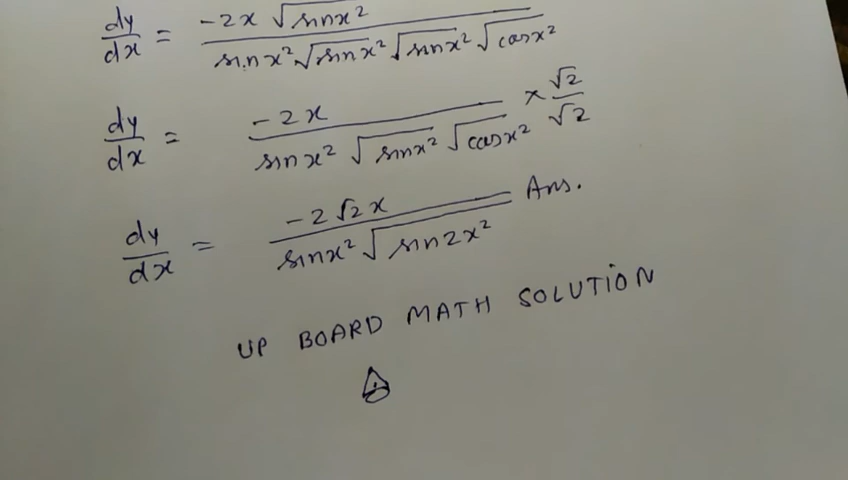 dy/dx = -2x √sinx² / sinx² √sinx² √sinx² √cosx²
dy/dx = -2x / sinx² √sinx² √cosx² × √2/√2
dy/dx = -2√2x / sinx² √sin2x² Ans.
UP BOARD MATH SOLUTION